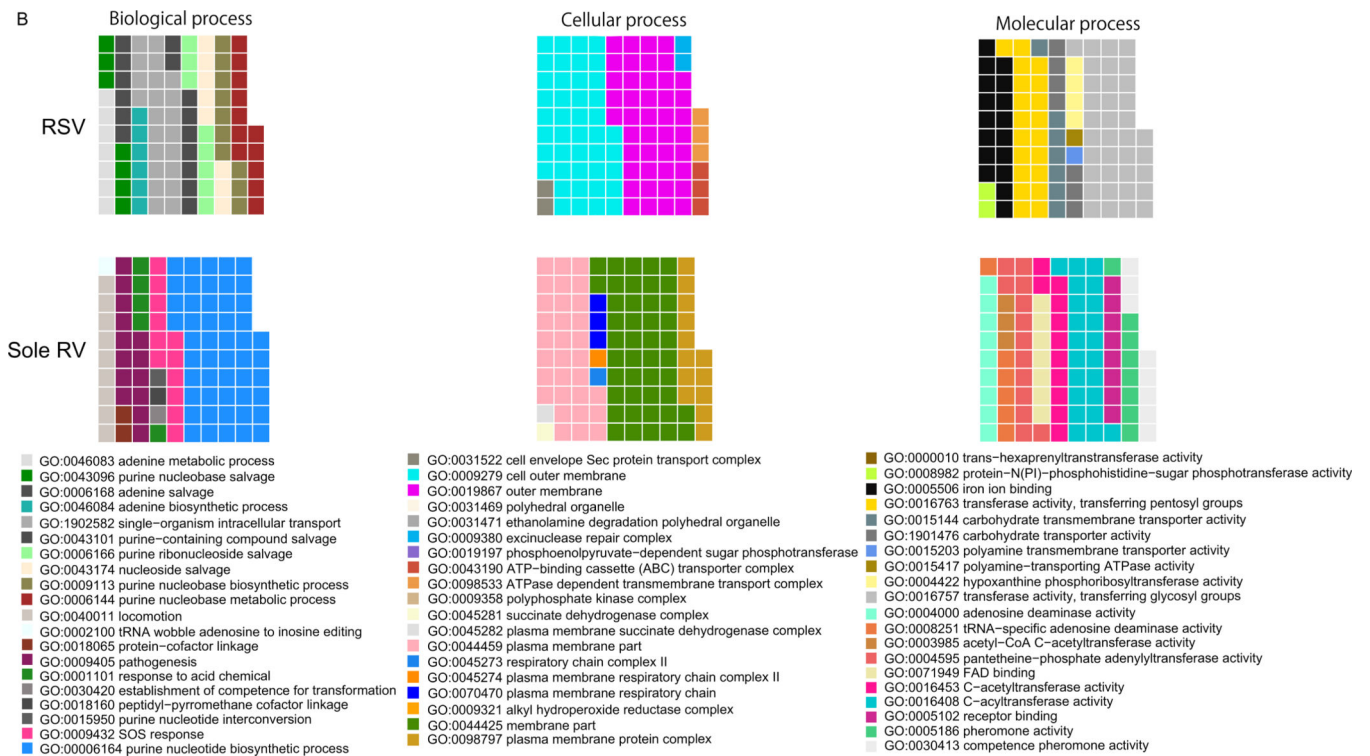 B
Biological process
Cellular process
Molecular process
RSV
Sole RV
GO:0046083 adenine metabolic process
GO:0043096 purine nucleobase salvage
GO:0006168 adenine salvage
GO:0046084 adenine biosynthetic process
GO:1902582 single-organism intracellular transport
GO:0043101 purine-containing compound salvage
GO:0006166 purine ribonucleoside salvage
GO:0043174 nucleoside salvage
GO:0009113 purine nucleobase biosynthetic process
GO:0006144 purine nucleobase metabolic process
GO:0040011 locomotion
GO:0002100 tRNA wobble adenosine to inosine editing
GO:0018065 protein-cofactor linkage
GO:0009405 pathogenesis
GO:0001101 response to acid chemical
GO:0030420 establishment of competence for transformation
GO:0018160 peptidyl-pyrromethane cofactor linkage
GO:0015950 purine nucleotide interconversion
GO:0009432 SOS response
GO:00006164 purine nucleotide biosynthetic process
GO:0031522 cell envelope Sec protein transport complex
GO:0009279 cell outer membrane
GO:0019867 outer membrane
GO:0031469 polyhedral organelle
GO:0031471 ethanolamine degradation polyhedral organelle
GO:0009380 excinuclease repair complex
GO:0019197 phosphoenolpyruvate-dependent sugar phosphotransferase
GO:0043190 ATP-binding cassette (ABC) transporter complex
GO:0098533 ATPase dependent transmembrane transport complex
GO:0009358 polyphosphate kinase complex
GO:0045281 succinate dehydrogenase complex
GO:0045282 plasma membrane succinate dehydrogenase complex
GO:0044459 plasma membrane part
GO:0045273 respiratory chain complex II
GO:0045274 plasma membrane respiratory chain complex II
GO:0070470 plasma membrane respiratory chain
GO:0009321 alkyl hydroperoxide reductase complex
GO:0044425 membrane part
GO:0098797 plasma membrane protein complex
GO:0000010 trans-hexaprenyltranstransferase activity
GO:0008982 protein-N(PI)-phosphohistidine-sugar phosphotransferase activity
GO:0005506 iron ion binding
GO:0016763 transferase activity, transferring pentosyl groups
GO:0015144 carbohydrate transmembrane transporter activity
GO:1901476 carbohydrate transporter activity
GO:0015203 polyamine transmembrane transporter activity
GO:0015417 polyamine-transporting ATPase activity
GO:0004422 hypoxanthine phosphoribosyltransferase activity
GO:0016757 transferase activity, transferring glycosyl groups
GO:0004000 adenosine deaminase activity
GO:0008251 tRNA-specific adenosine deaminase activity
GO:0003985 acetyl-CoA C-acetyltransferase activity
GO:0004595 pantetheine-phosphate adenylyltransferase activity
GO:0071949 FAD binding
GO:0016453 C-acetyltransferase activity
GO:0016408 C-acyltransferase activity
GO:0005102 receptor binding
GO:0005186 pheromone activity
GO:0030413 competence pheromone activity